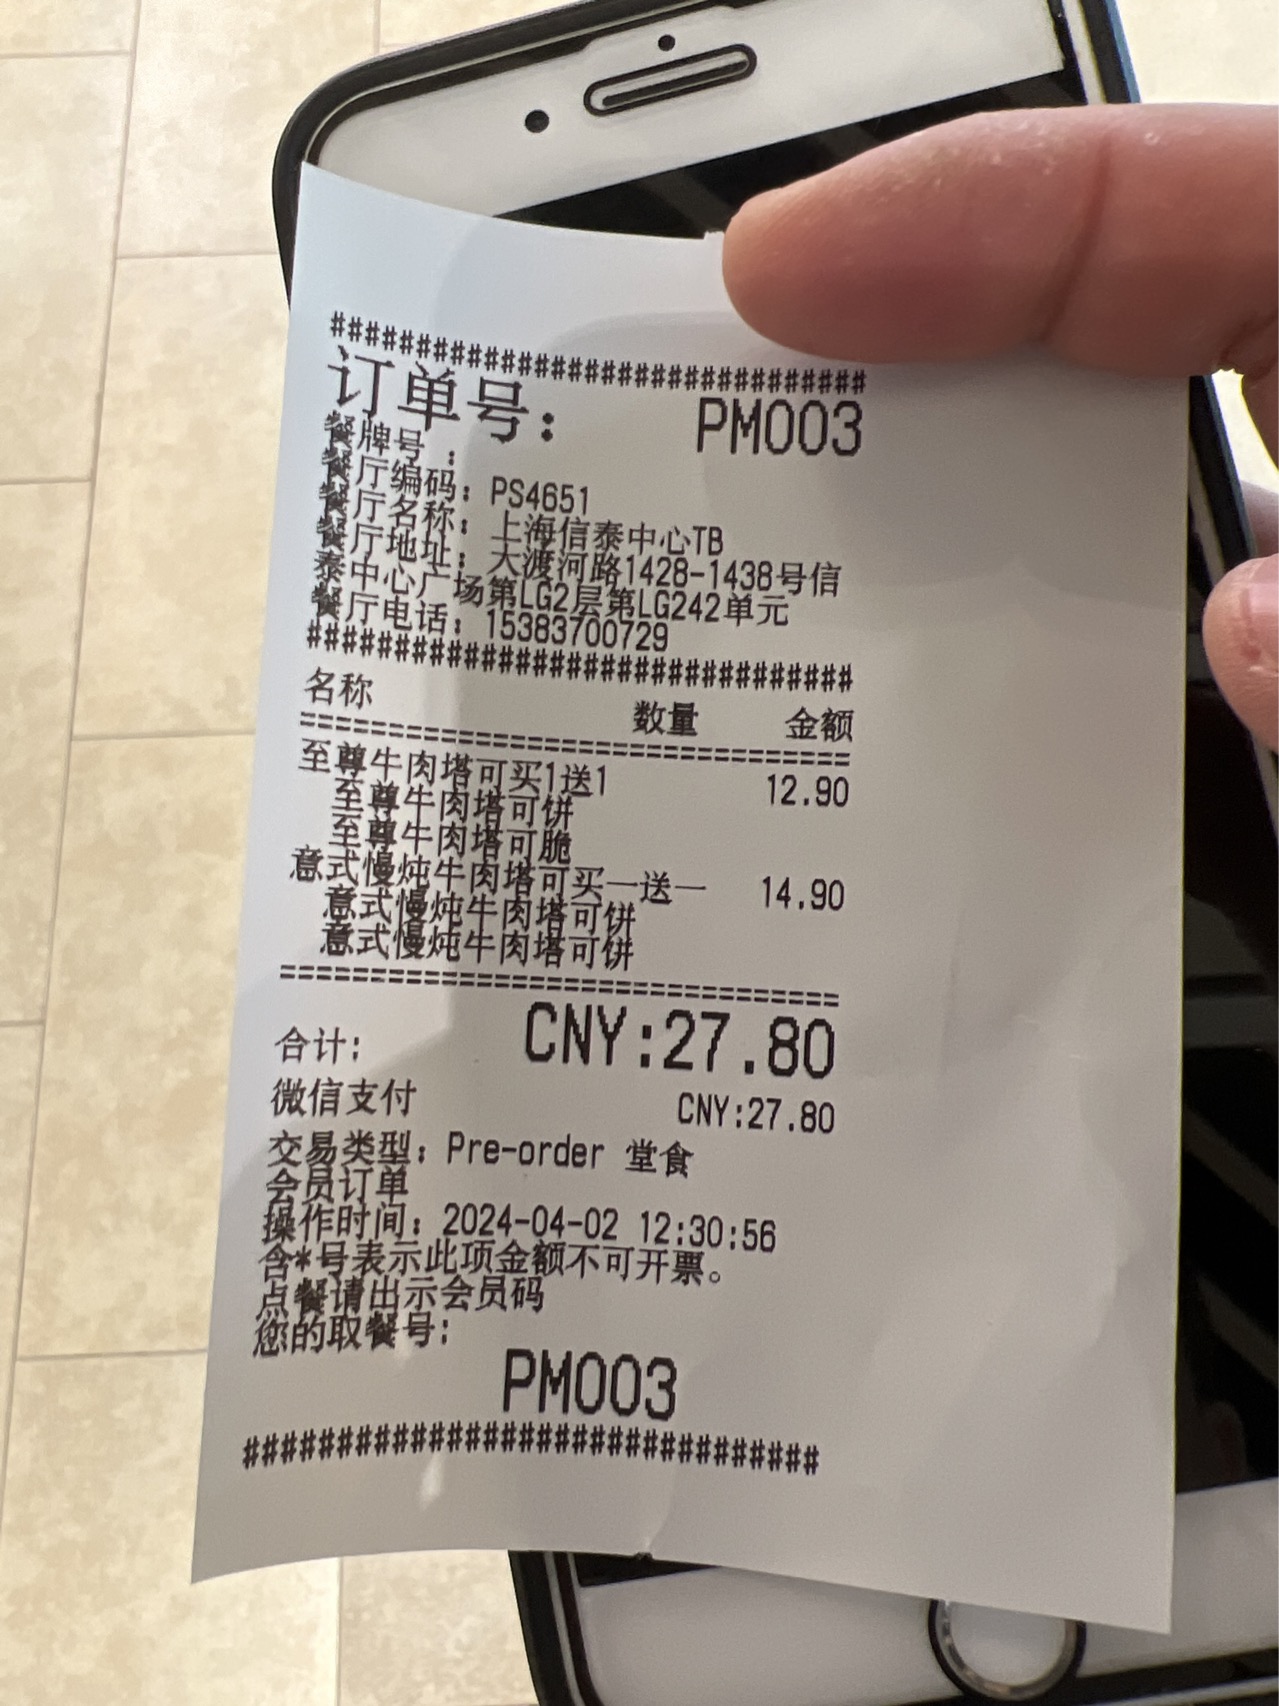 ################################
订单号： PM003
餐牌号：
餐厅编码：PS4651
餐厅名称：上海信泰中心TB
餐厅地址：大渡河路1428-1438号信
泰中心广场第LG2层第LG242单元
餐厅电话：15383700729
################################
名称 数量 金额
================================
至尊牛肉塔可买1送1 12.90
至尊牛肉塔可饼
至尊牛肉塔可脆
意式慢炖牛肉塔可买一送一 14.90
意式慢炖牛肉塔可饼
意式慢炖牛肉塔可饼
================================
合计: CNY:27.80
微信支付 CNY:27.80
交易类型：Pre-order 堂食
会员订单
操作时间：2024-04-02 12:30:56
含*号表示此项金额不可开票。
点餐请出示会员码
您的取餐号:
PM003
################################